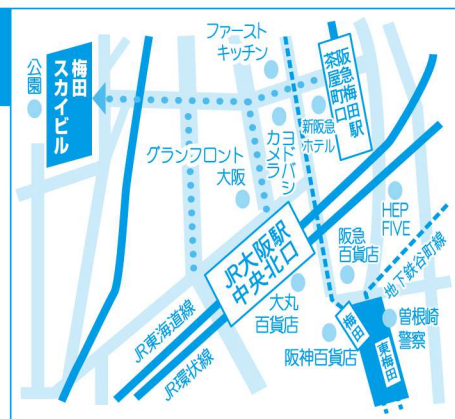 ファースト
キッチン
阪急梅田駅
茶屋町口
公園
梅田
スカイビル
新阪急
ホテル
ヨドバシ
カメラ
グランフロント
大阪
JR大阪駅
中央北口
HEP
FIVE
阪急
百貨店
地下鉄谷町線
大丸
百貨店
JR東海道線
JR環状線
梅田
東梅田
曽根崎
警察
阪神百貨店